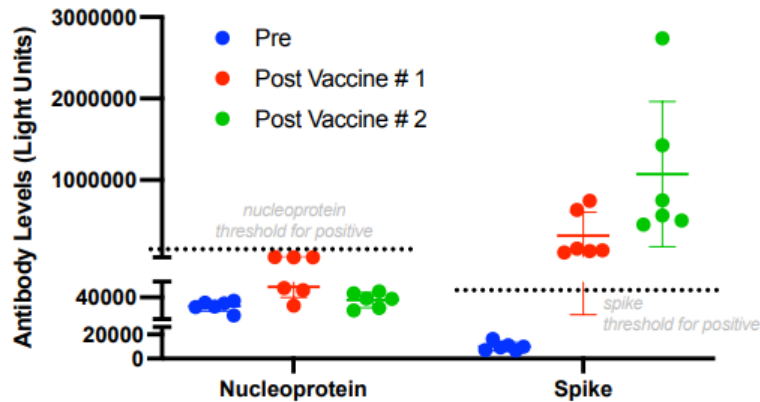 Antibody Levels (Light Units)
3000000
2000000
1000000
40000
20000
0
Pre
Post Vaccine # 1
Post Vaccine # 2
nucleoprotein
threshold for positive
spike
threshold for positive
Nucleoprotein
Spike